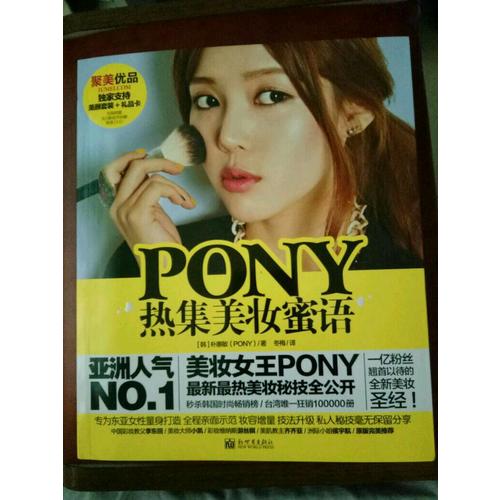 聚美优品
JUMEI.COM
独家支持
美丽套装+礼品卡
PONY
热集美妆蜜语
[韩]朴惠敏(PONY)/著 冬梅/译
亚洲人气
NO.1
美妆女王PONY
最新最热美妆秘技全公开
秒杀韩国时尚畅销榜/台湾唯一狂销100000册
一亿粉丝
翘首以待的
全新美妆
圣经!
专为东亚女性量身打造 全程亲面示范 妆容增量 技法升级 私人秘技毫无保留分享
新世界出版社